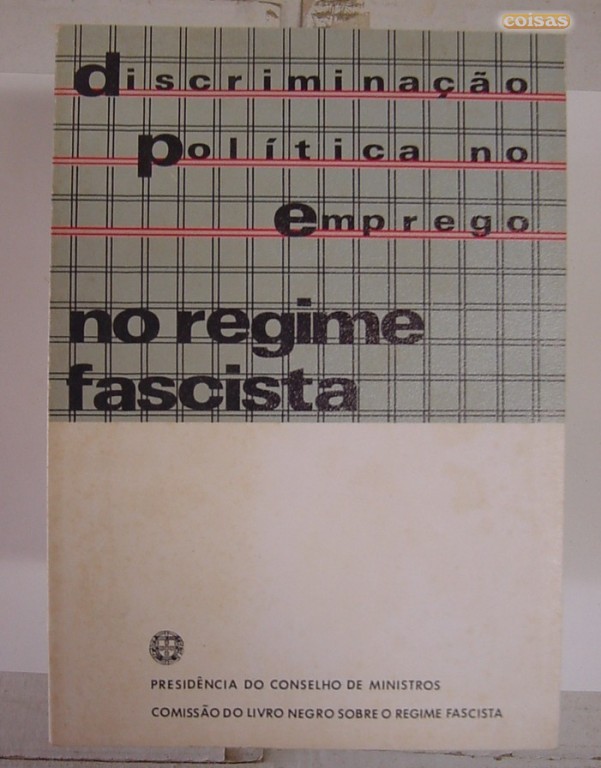 coisas
discriminação
política no
emprego
no regime
fascista
PRESIDÊNCIA DO CONSELHO DE MINISTROS
COMISSÃO DO LIVRO NEGRO SOBRE O REGIME FASCISTA